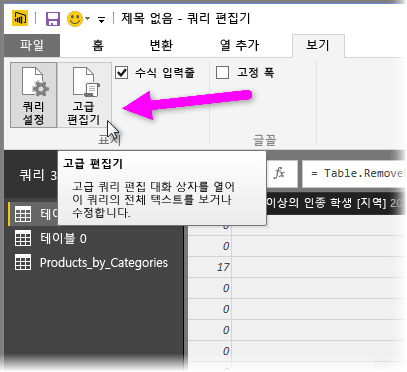 제목 없음 - 쿼리 편집기
파일 홈 변환 열 추가 보기
쿼리 설정
고급 편집기
수식 입력줄
고정 폭
글꼴
고급 편집기
고급 쿼리 편집 대화 상자를 열어
이 쿼리의 전체 텍스트를 보거나
수정합니다.
쿼리 3
fx = Table.Remove
이상의 인종 학생 [지역] 20
테이블 0
Products_by_Categories
0
0
17
0
0
0
0
0